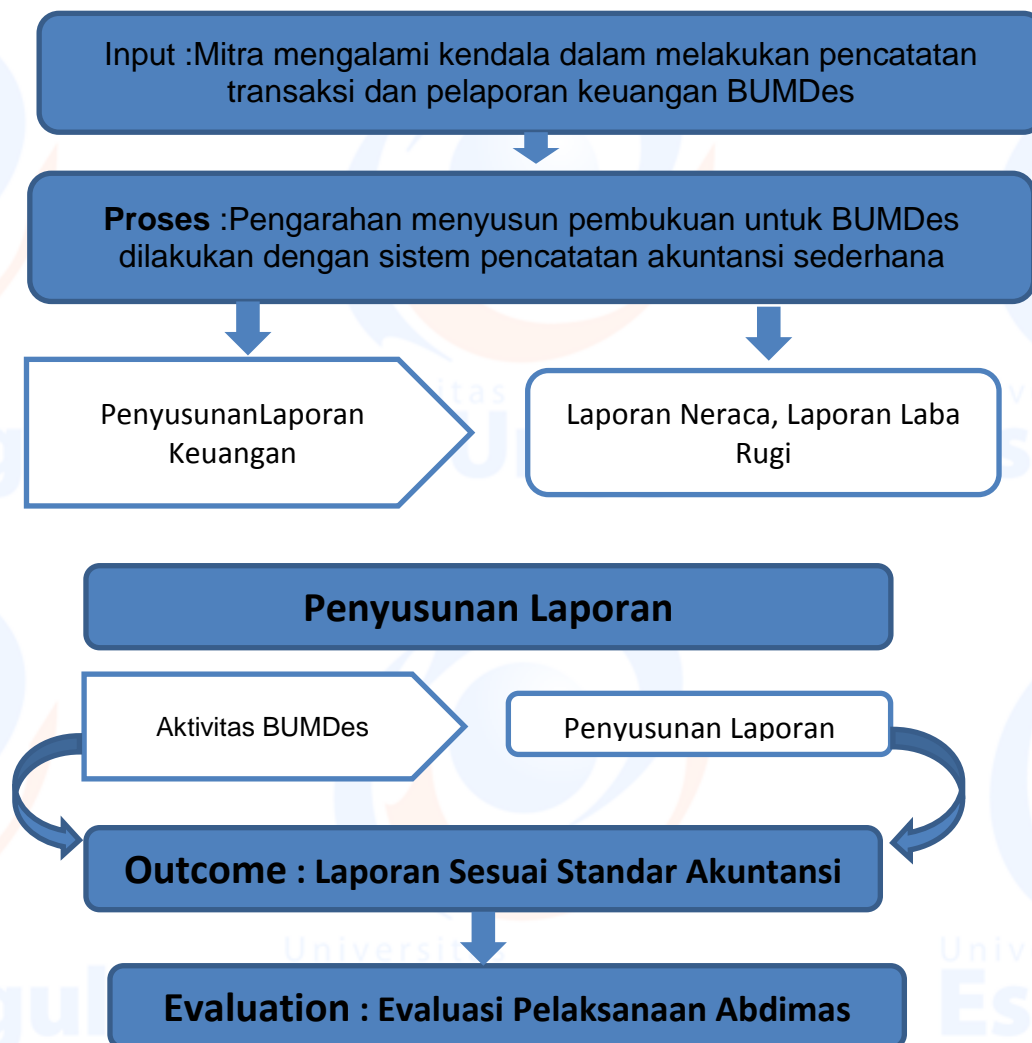 Input :Mitra mengalami kendala dalam melakukan pencatatan
transaksi dan pelaporan keuangan BUMDes
Proses :Pengarahan menyusun pembukuan untuk BUMDes
dilakukan dengan sistem pencatatan akuntansi sederhana
PenyusunanLaporan
Keuangan
Laporan Neraca, Laporan Laba
Rugi
Penyusunan Laporan
Aktivitas BUMDes
Penyusunan Laporan
Outcome : Laporan Sesuai Standar Akuntansi
Universit
Evaluation : Evaluasi Pelaksanaan Abdimas